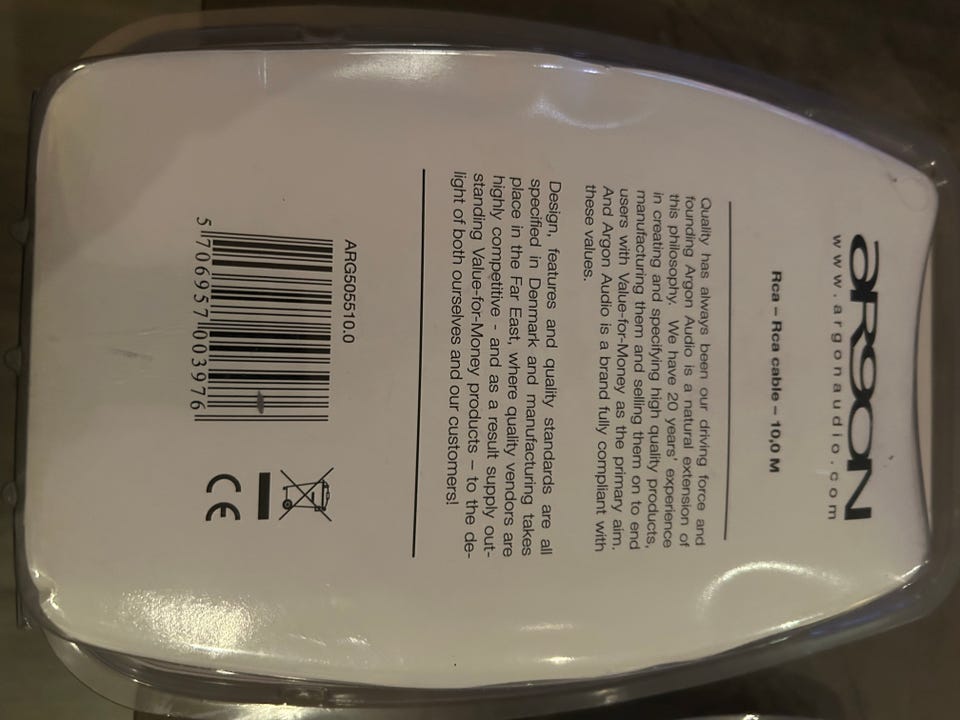 aRGON
www.argonaudio.com
Rca – Rca cable – 10,0 M
Quality has always been our driving force and
founding Argon Audio is a natural extension of
this philosophy. We have 20 years' experience
in creating and specifying high quality products,
manufacturing them and selling them on to end
users with Value-for-Money as the primary aim.
And Argon Audio is a brand fully compliant with
these values.
Design, features and quality standards are all
specified in Denmark and manufacturing takes
place in the Far East, where quality vendors are
highly competitive - and as a result supply out-
standing Value-for-Money products – to the de-
light of both ourselves and our customers!
ARG505510.0
5 706957 003976
CE